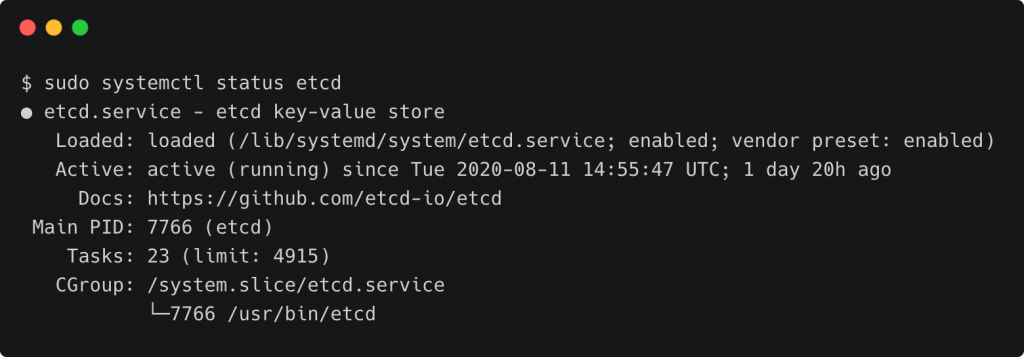 $ sudo systemctl status etcd
● etcd.service - etcd key-value store
   Loaded: loaded (/lib/systemd/system/etcd.service; enabled; vendor preset: enabled)
   Active: active (running) since Tue 2020-08-11 14:55:47 UTC; 1 day 20h ago
     Docs: https://github.com/etcd-io/etcd
 Main PID: 7766 (etcd)
    Tasks: 23 (limit: 4915)
   CGroup: /system.slice/etcd.service
           └─7766 /usr/bin/etcd